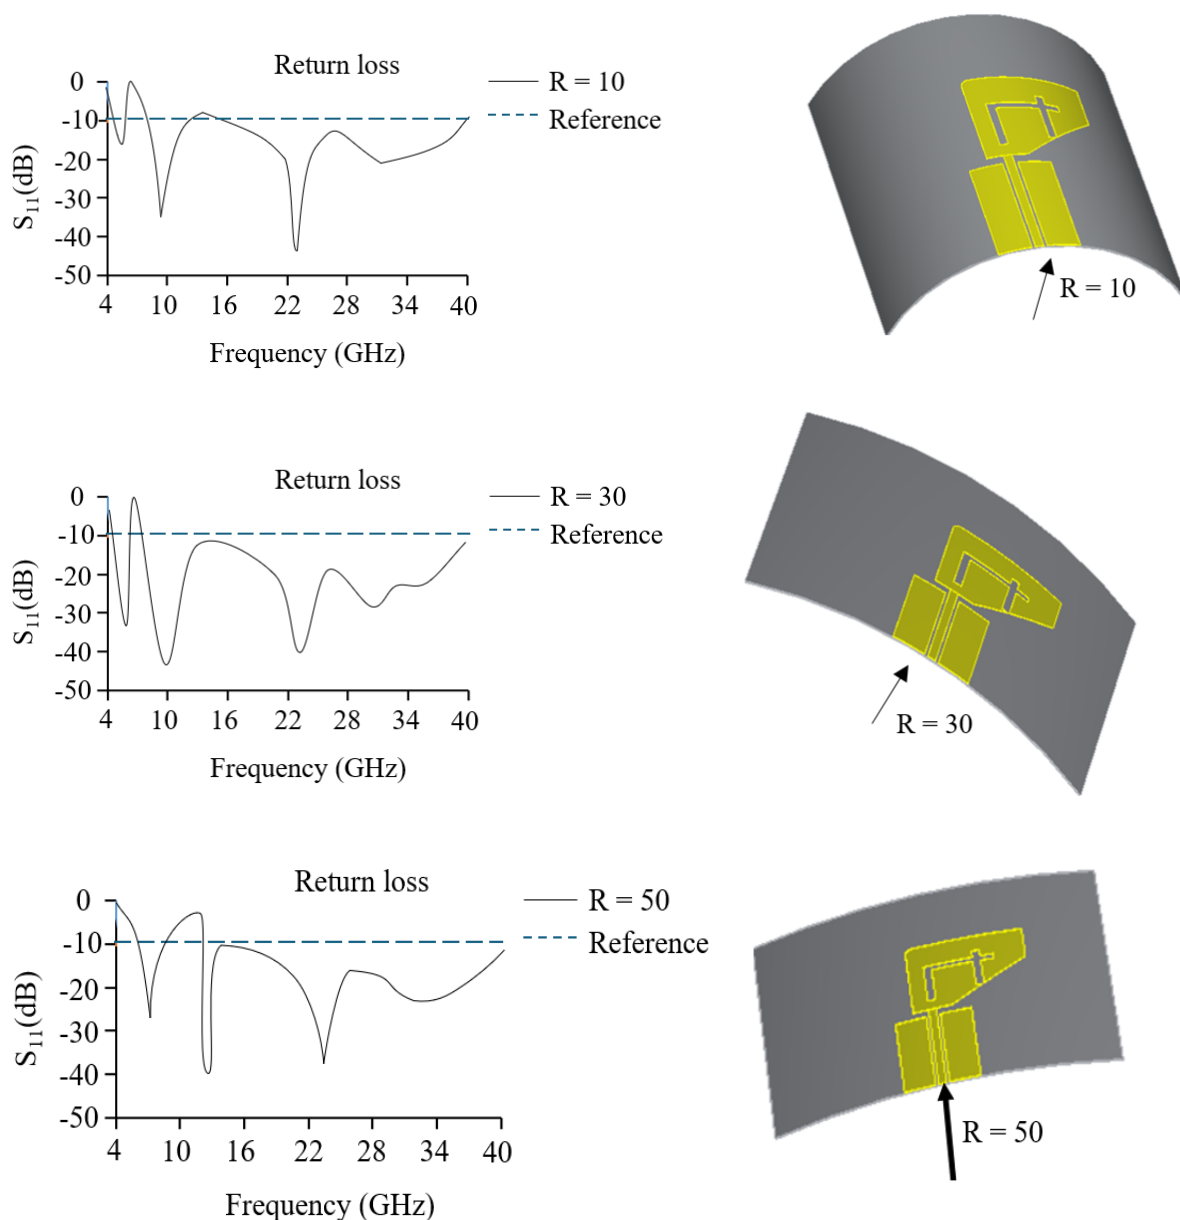 Return loss
R = 10
Reference
0
-10
-20
-30
-40
-50
S₁₁(dB)
4 10 16 22 28 34 40
Frequency (GHz)
R = 10
Return loss
R = 30
Reference
0
-10
-20
-30
-40
-50
S₁₁(dB)
4 10 16 22 28 34 40
Frequency (GHz)
R = 30
Return loss
R = 50
Reference
0
-10
-20
-30
-40
-50
S₁₁(dB)
4 10 16 22 28 34 40
Frequency (GHz)
R = 50